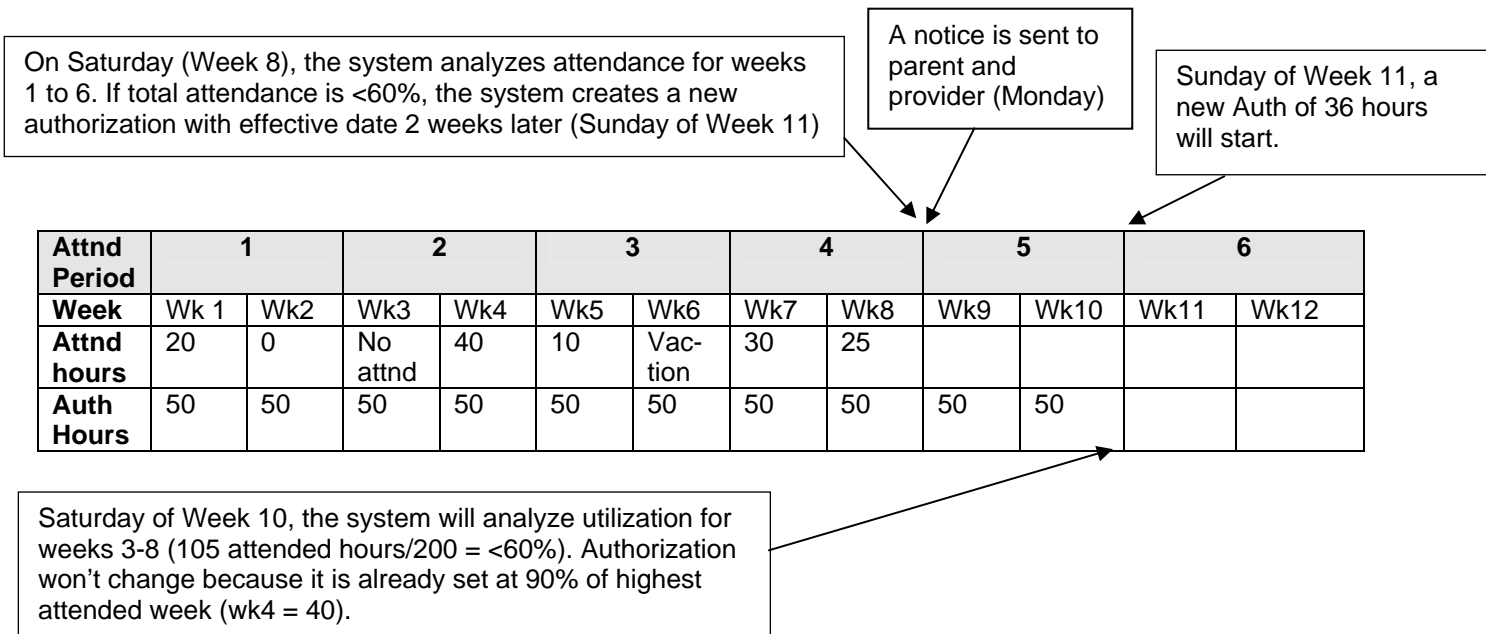 On Saturday (Week 8), the system analyzes attendance for weeks
1 to 6. If total attendance is <60%, the system creates a new
authorization with effective date 2 weeks later (Sunday of Week 11)
A notice is sent to
parent and
provider (Monday)
Sunday of Week 11, a
new Auth of 36 hours
will start.
Attnd Period 1 2 3 4 5 6
Week Wk 1 Wk2 Wk3 Wk4 Wk5 Wk6 Wk7 Wk8 Wk9 Wk10 Wk11 Wk12
Attnd hours 20 0 No attnd 40 10 Vac-tion 30 25
Auth Hours 50 50 50 50 50 50 50 50 50 50
Saturday of Week 10, the system will analyze utilization for
weeks 3-8 (105 attended hours/200 = <60%). Authorization
won’t change because it is already set at 90% of highest
attended week (wk4 = 40).